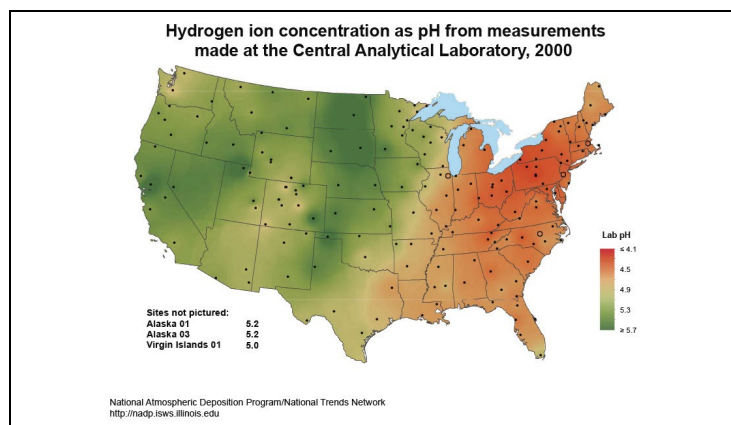 Hydrogen ion concentration as pH from measurements
made at the Central Analytical Laboratory, 2000
Lab pH
≤ 4.1
4.5
4.9
5.3
≥ 5.7
Sites not pictured:
Alaska 01 5.2
Alaska 03 5.2
Virgin Islands 01 5.0
National Atmospheric Deposition Program/National Trends Network
http://nadp.isws.illinois.edu